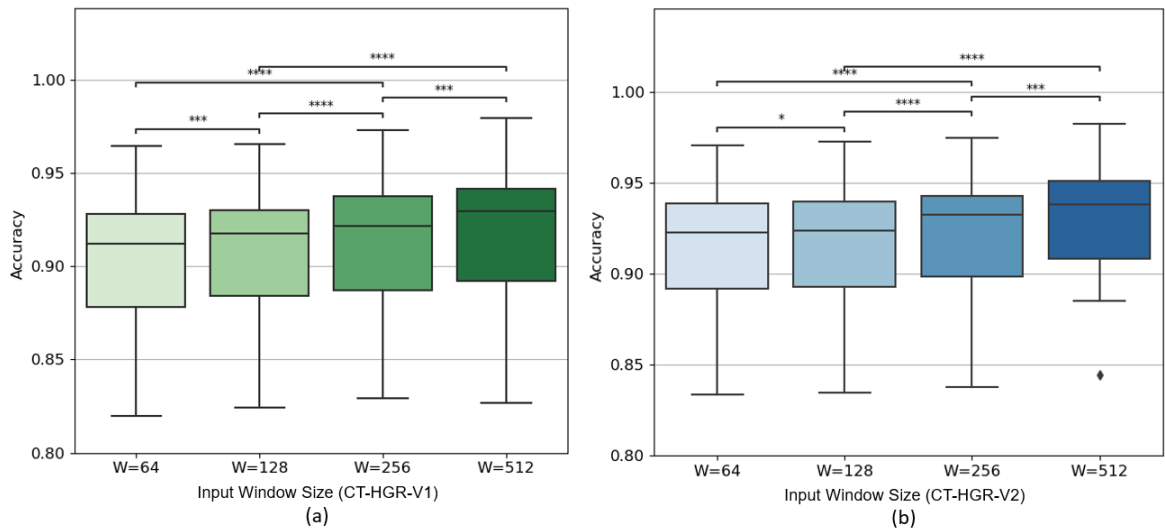 ****
****
1.00
***
****
***
0.95
0.90
0.85
0.80
Accuracy
W=64 W=128 W=256 W=512
Input Window Size (CT-HGR-V1)
(a)
****
****
1.00
***
****
*
0.95
0.90
0.85
0.80
Accuracy
W=64 W=128 W=256 W=512
Input Window Size (CT-HGR-V2)
(b)